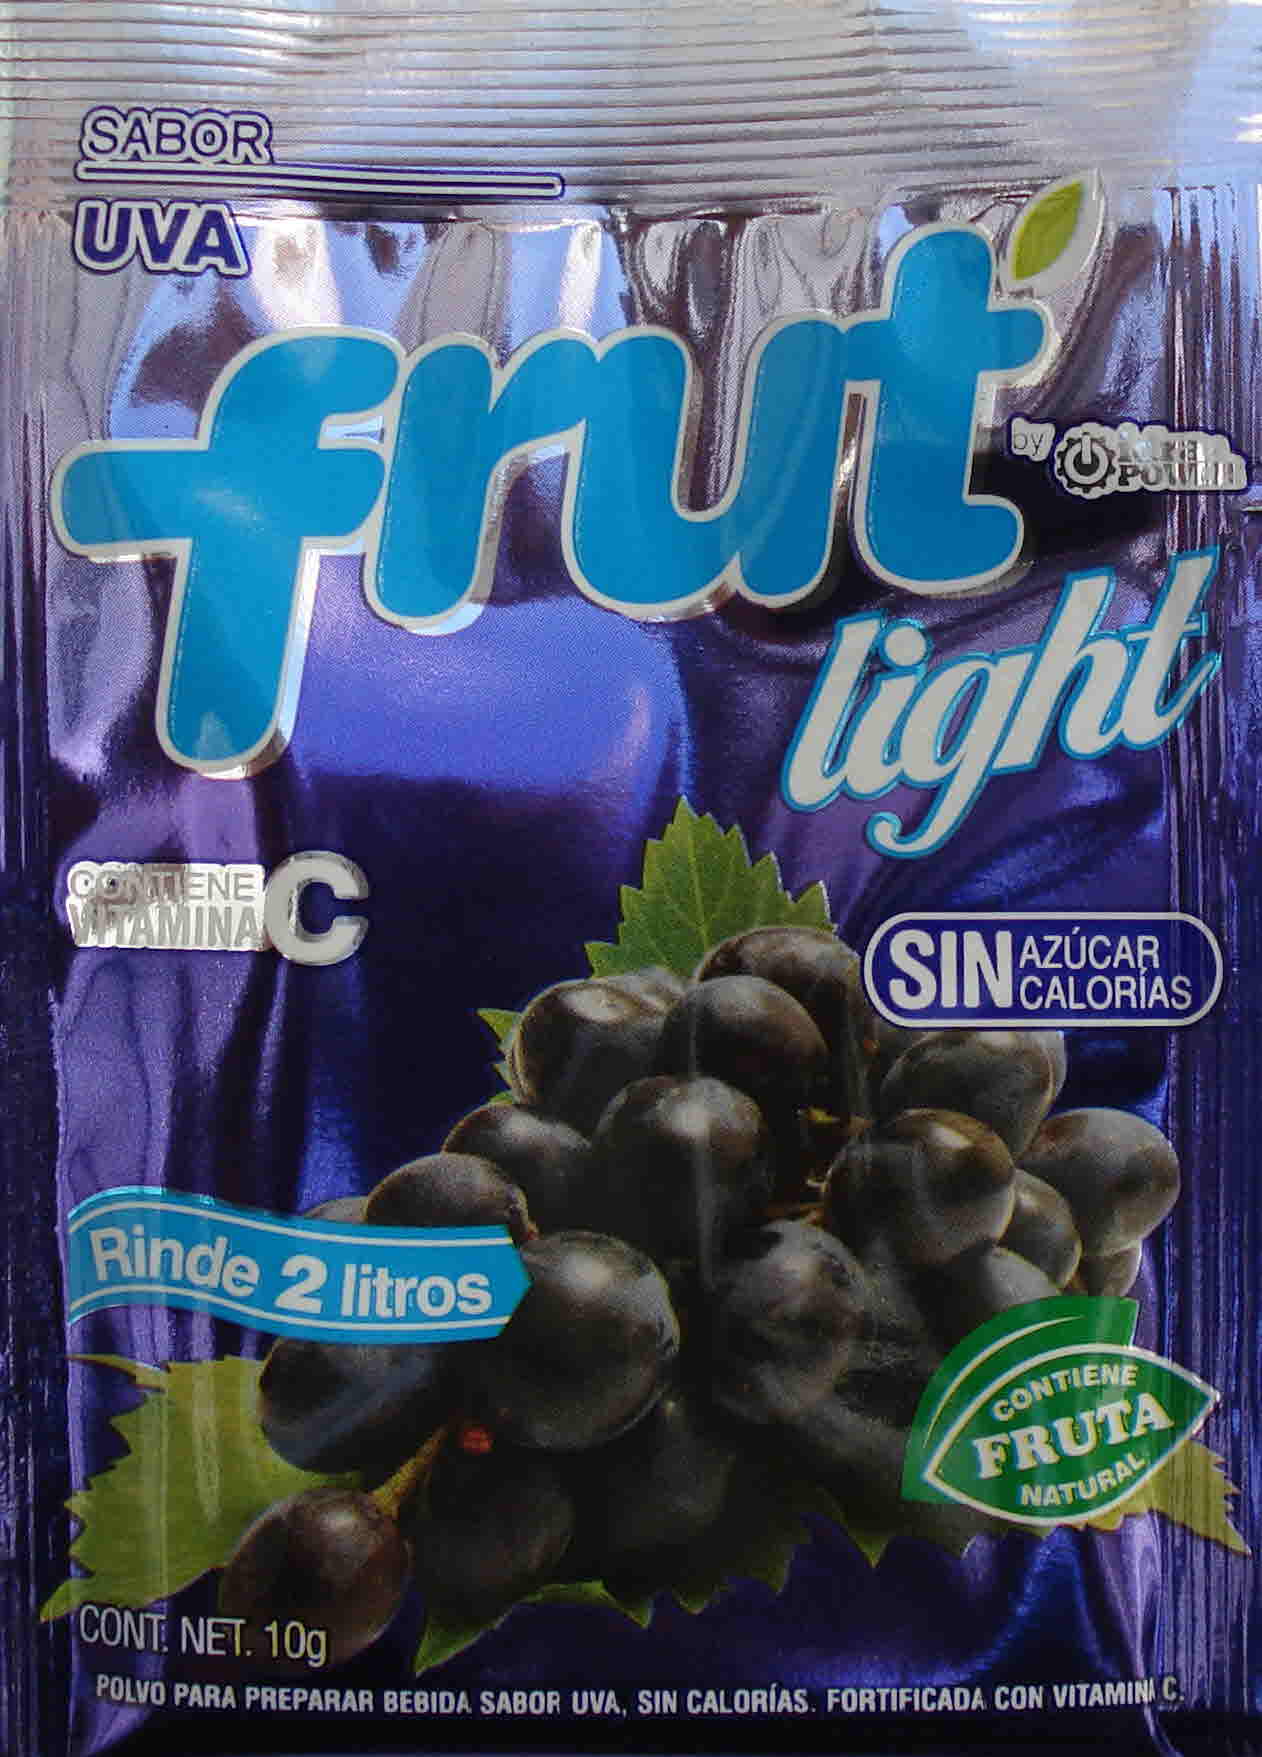 SABOR
UVA
frut
by
POWER
light
CONTIENE
VITAMINA C
SIN AZÚCAR
CALORÍAS
Rinde 2 litros
CONTIENE
FRUTA
NATURAL
CONT. NET. 10g
POLVO PARA PREPARAR BEBIDA SABOR UVA, SIN CALORÍAS. FORTIFICADA CON VITAMINA C.